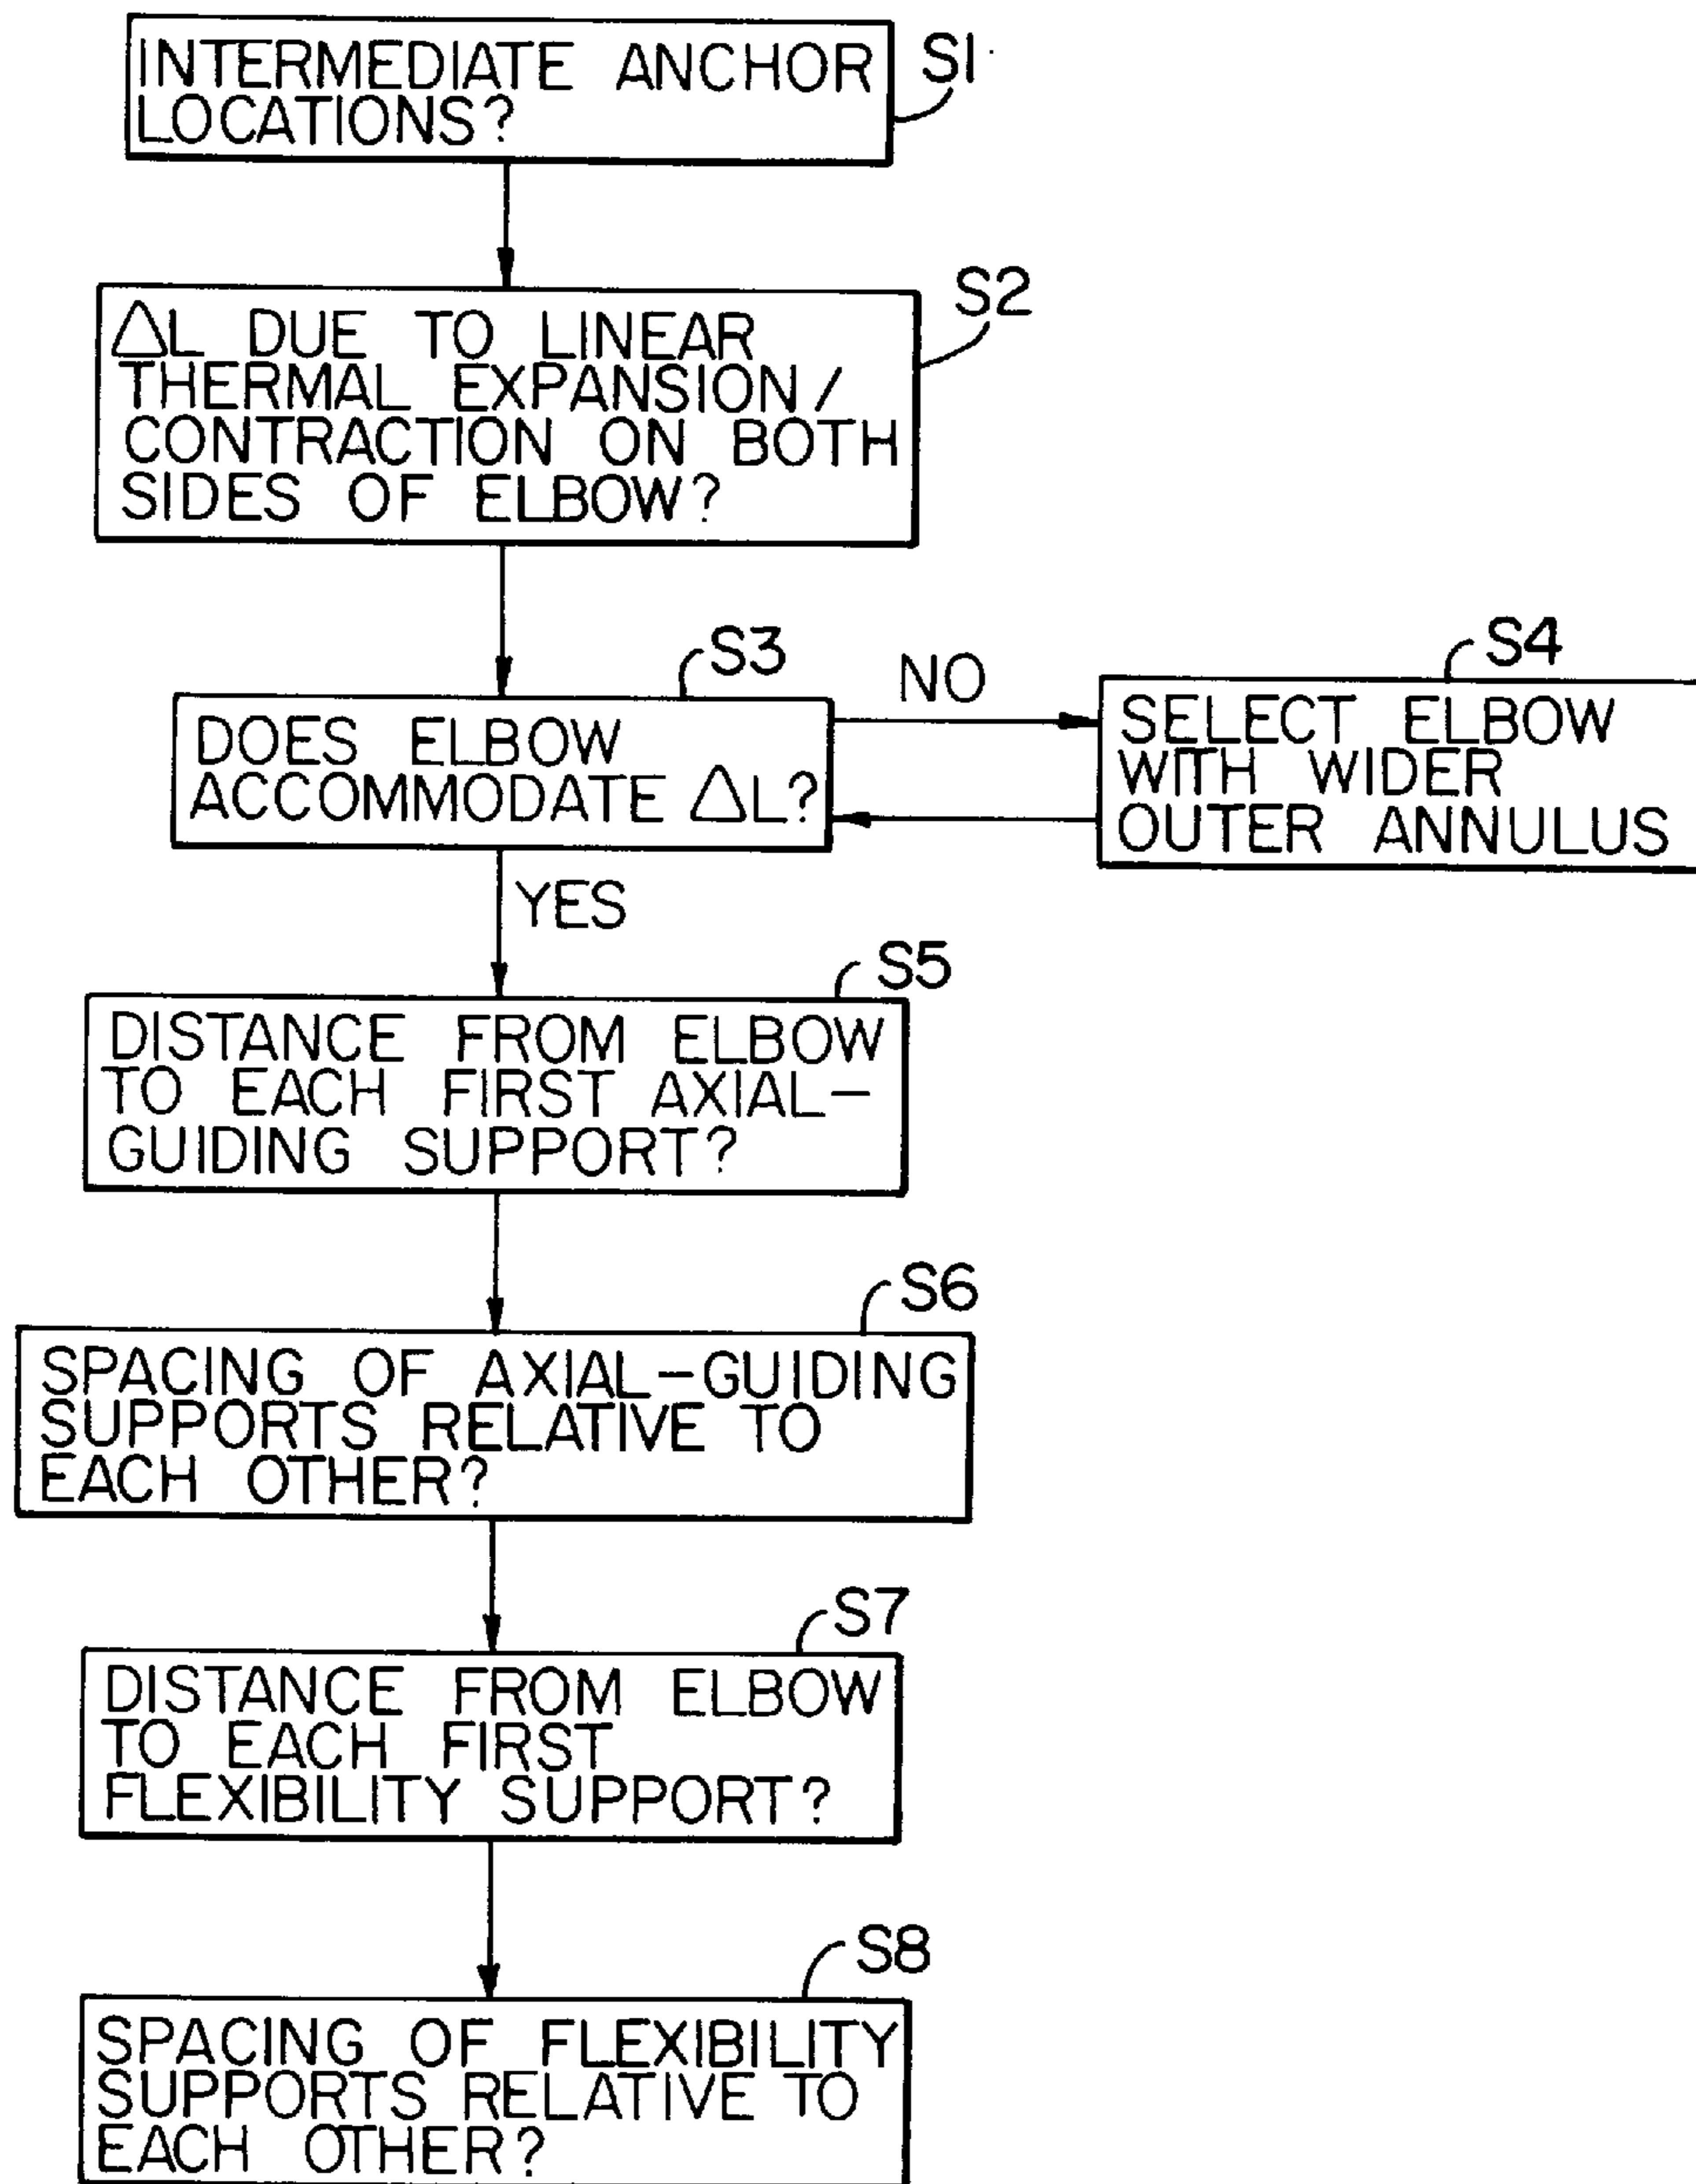 INTERMEDIATE ANCHOR
LOCATIONS?
S1
△L DUE TO LINEAR
THERMAL EXPANSION/
CONTRACTION ON BOTH
SIDES OF ELBOW?
S2
DOES ELBOW
ACCOMMODATE △L?
S3
NO
SELECT ELBOW
WITH WIDER
OUTER ANNULUS
S4
YES
DISTANCE FROM ELBOW
TO EACH FIRST AXIAL-
GUIDING SUPPORT?
S5
SPACING OF AXIAL-GUIDING
SUPPORTS RELATIVE TO
EACH OTHER?
S6
DISTANCE FROM ELBOW
TO EACH FIRST
FLEXIBILITY SUPPORT?
S7
SPACING OF FLEXIBILITY
SUPPORTS RELATIVE TO
EACH OTHER?
S8